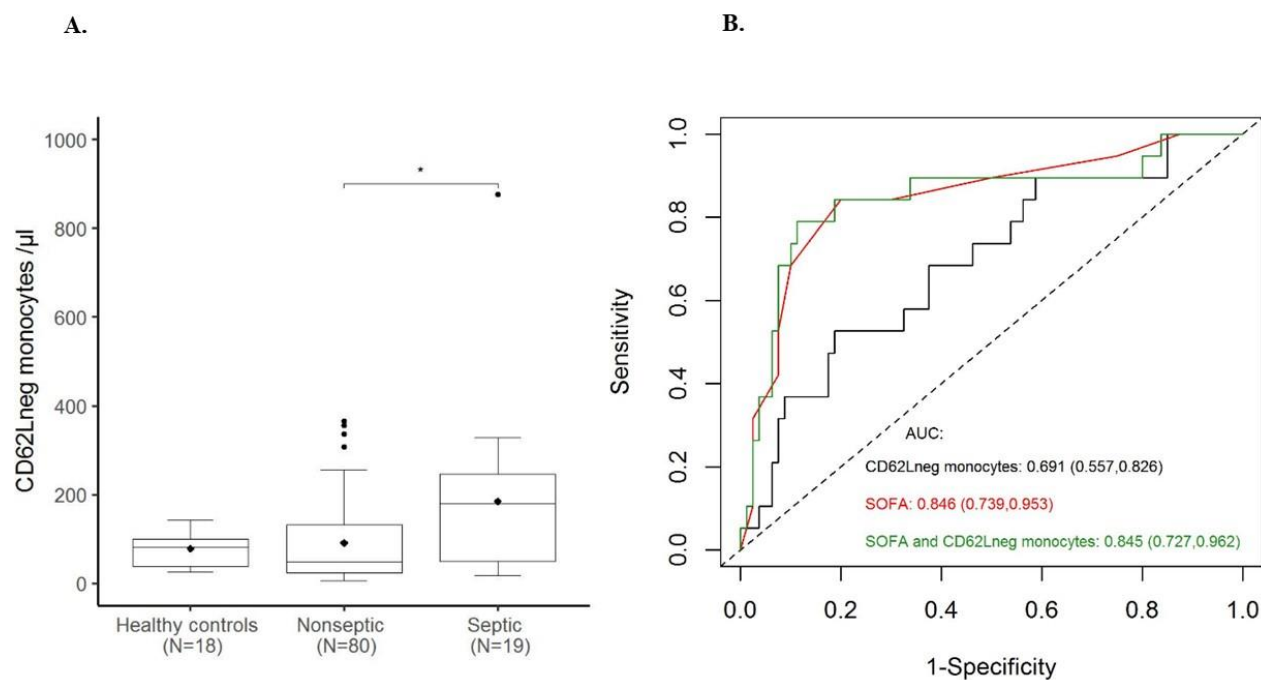 A.
CD62Lneg monocytes /µl
1000
800
600
400
200
0
*
Healthy controls
(N=18)
Nonseptic
(N=80)
Septic
(N=19)
B.
Sensitivity
1.0
0.8
0.6
0.4
0.2
0.0
AUC:
CD62Lneg monocytes: 0.691 (0.557,0.826)
SOFA: 0.846 (0.739,0.953)
SOFA and CD62Lneg monocytes: 0.845 (0.727,0.962)
0.0 0.2 0.4 0.6 0.8 1.0
1-Specificity